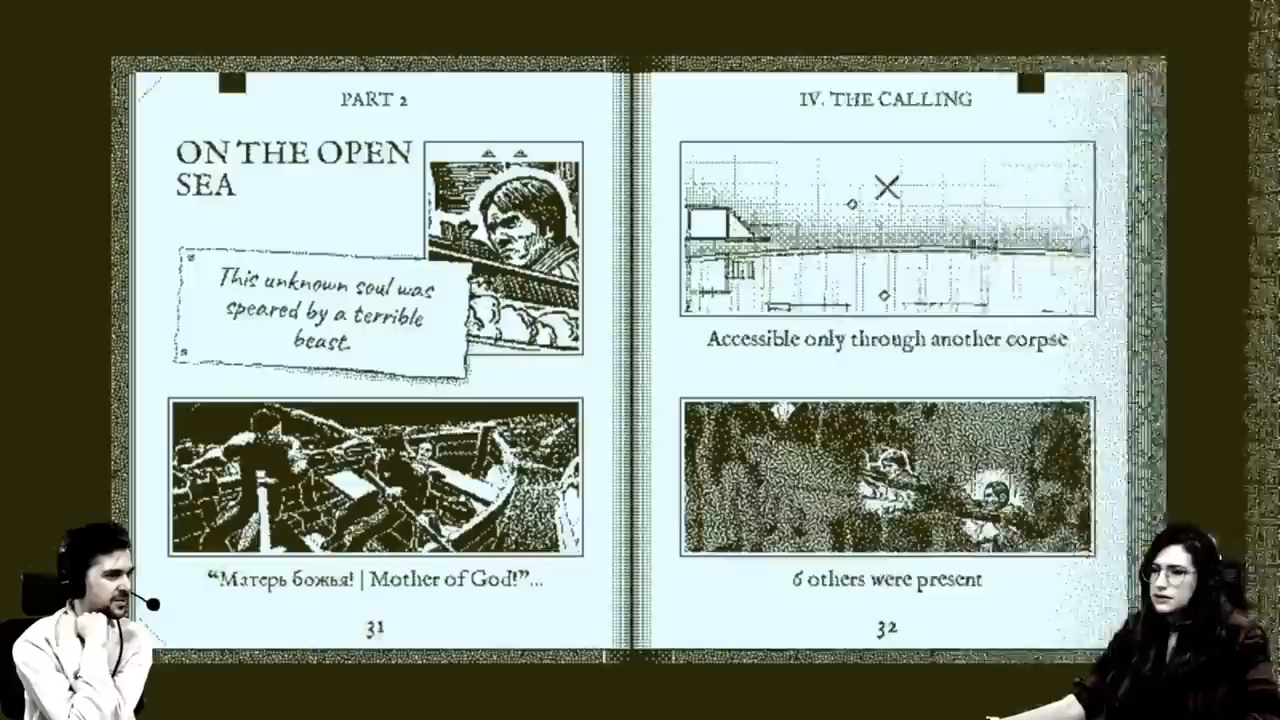 PART 2
ON THE OPEN
SEA
This unknown soul was
speared by a terrible
beast.
“Матерь божья! | Mother of God!”...
31
IV. THE CALLING
Accessible only through another corpse
6 others were present
32